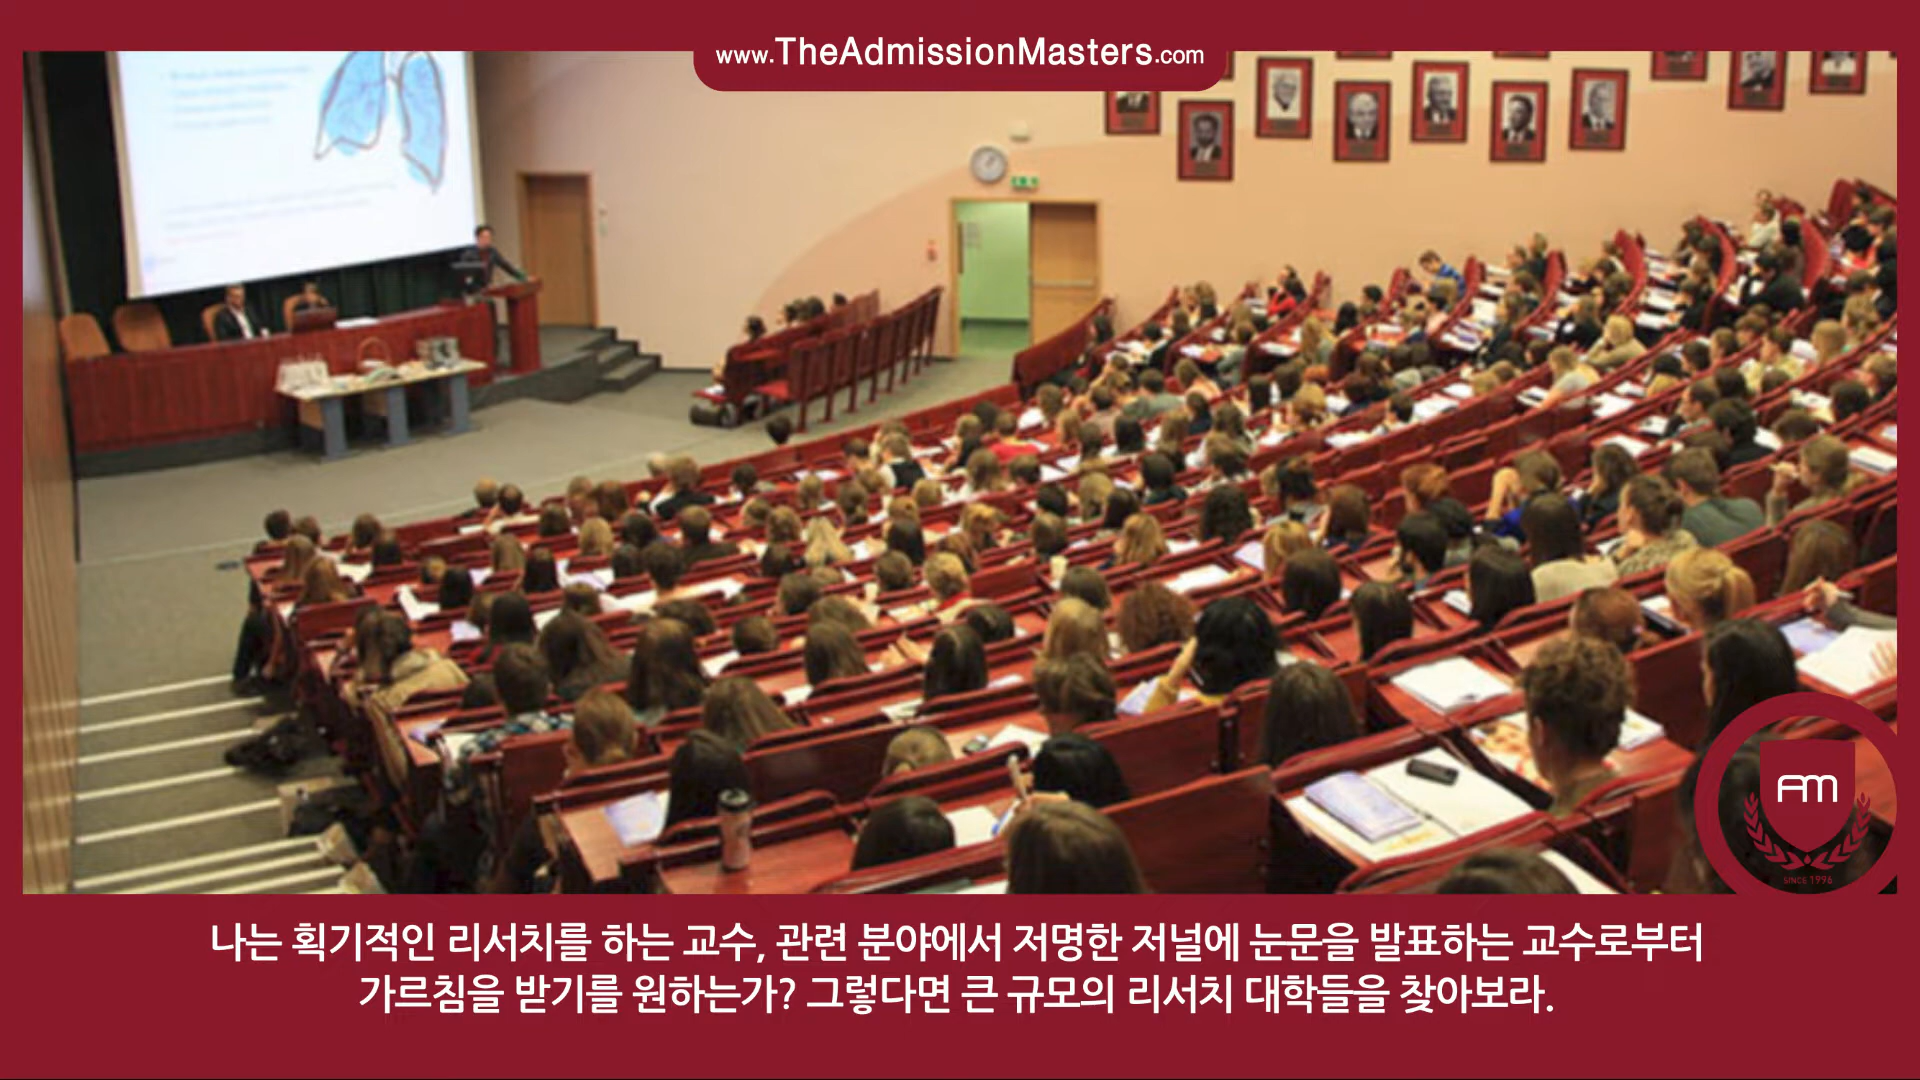 www.TheAdmissionMasters.com
AM
SINCE 1996
나는 획기적인 리서치를 하는 교수, 관련 분야에서 저명한 저널에 눈문을 발표하는 교수로부터
가르침을 받기를 원하는가? 그렇다면 큰 규모의 리서치 대학들을 찾아보라.